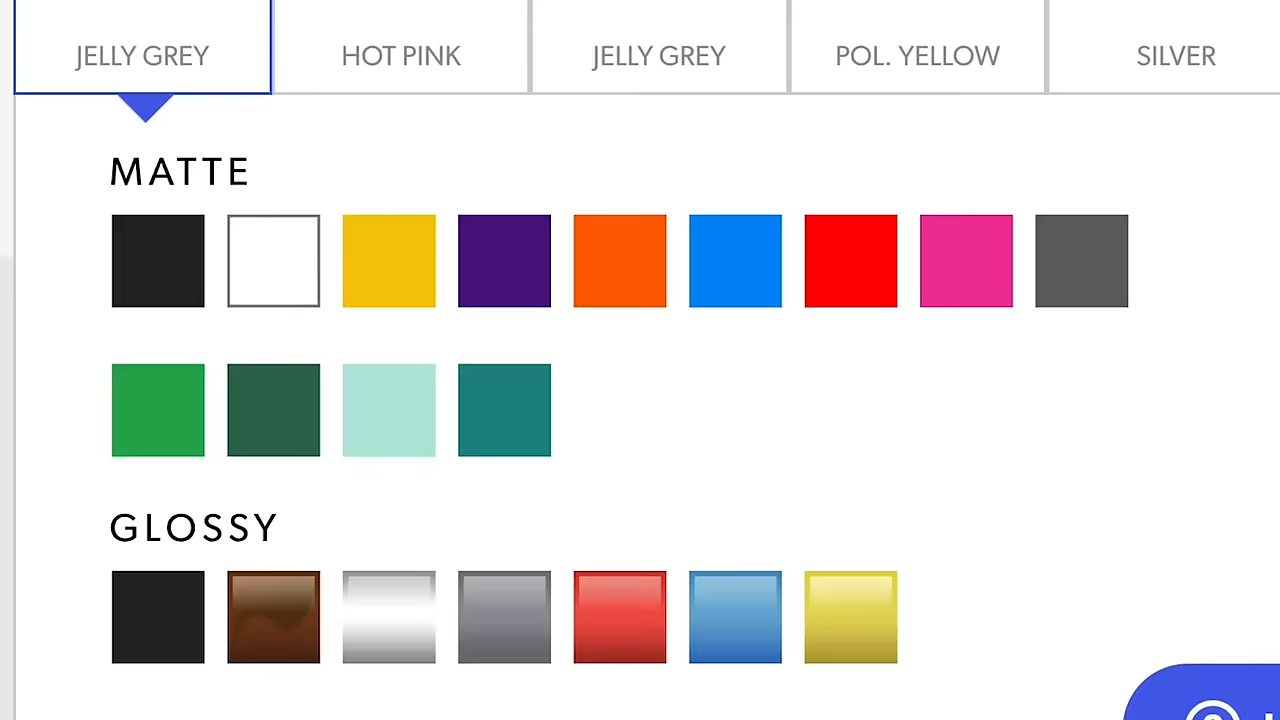 JELLY GREY
HOT PINK
JELLY GREY
POL. YELLOW
SILVER
MATTE
GLOSSY